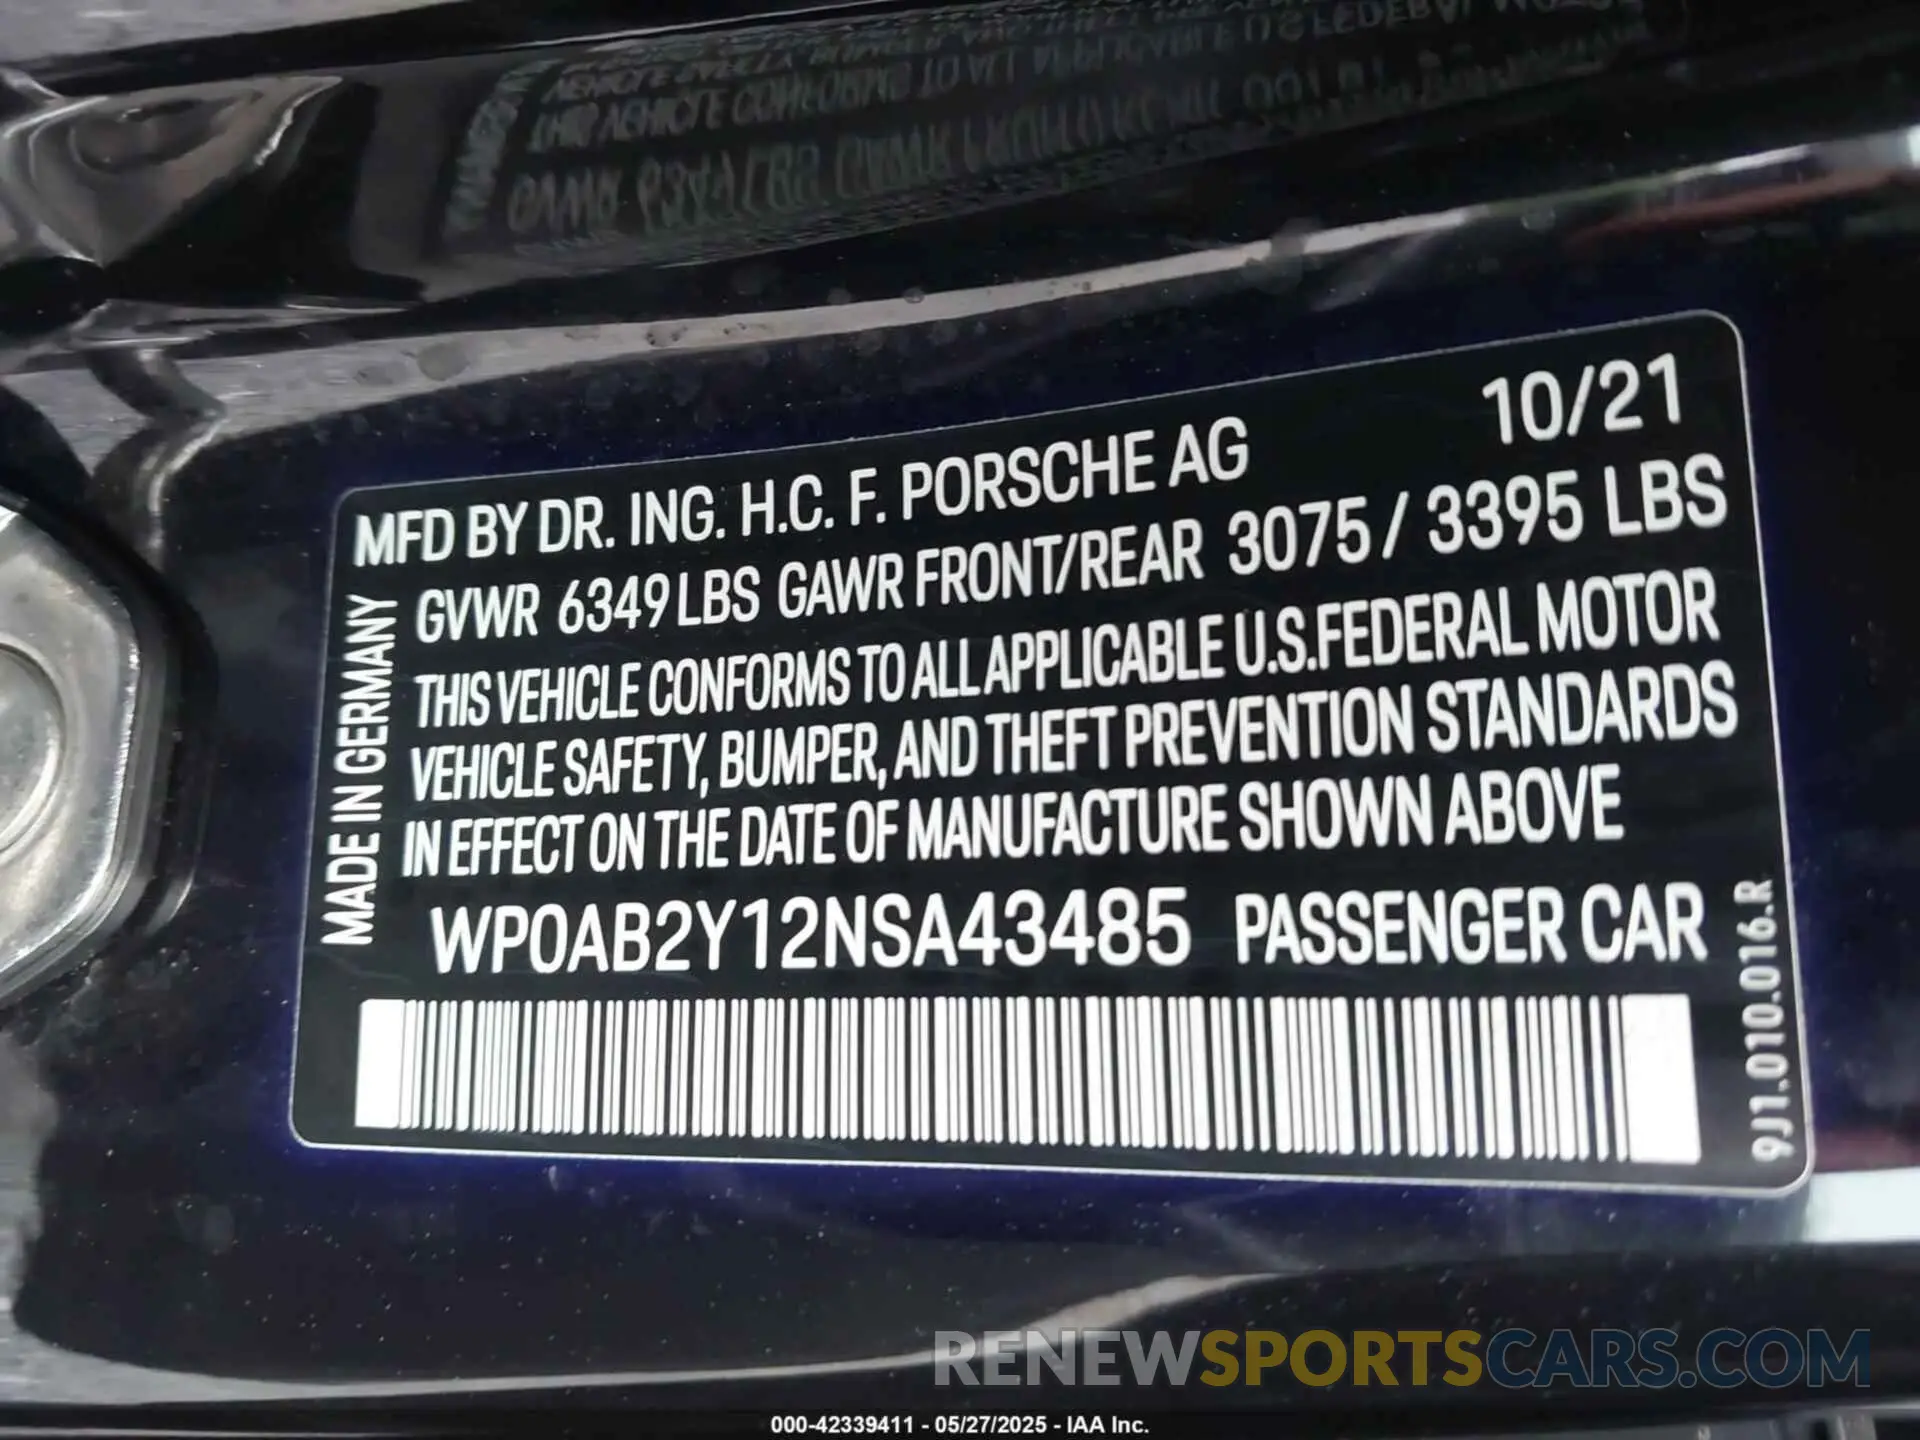 MFD BY DR. ING. H.C. F. PORSCHE AG 10/21
GVWR 6349 LBS GAWR FRONT/REAR 3075 / 3395 LBS
THIS VEHICLE CONFORMS TO ALL APPLICABLE U.S.FEDERAL MOTOR
VEHICLE SAFETY, BUMPER, AND THEFT PREVENTION STANDARDS
IN EFFECT ON THE DATE OF MANUFACTURE SHOWN ABOVE
WP0AB2Y12NSA43485 PASSENGER CAR
MADE IN GERMANY
9J1.010.016.R
RENEWSPORTSCARS.COM
000-42339411 - 05/27/2025 - IAA Inc.